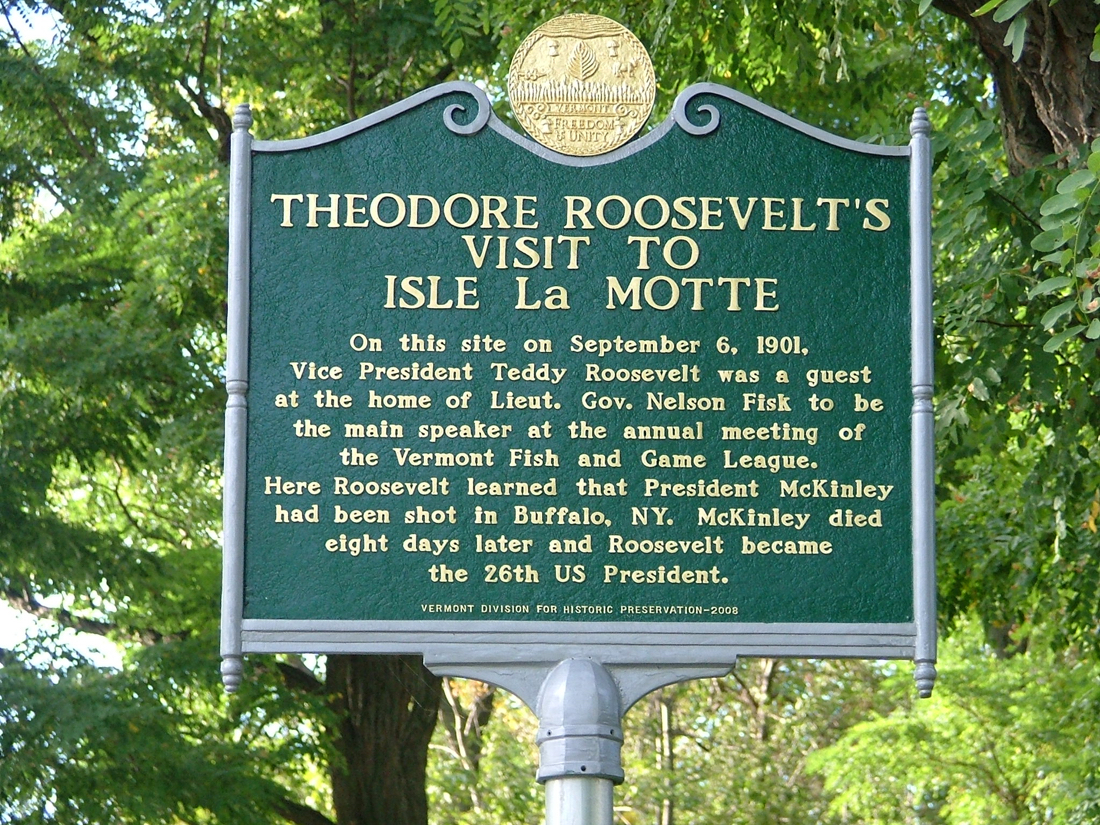 VERMONT
FREEDOM
& UNITY
THEODORE ROOSEVELT'S
VISIT TO
ISLE La MOTTE
On this site on September 6, 1901,
Vice President Teddy Roosevelt was a guest
at the home of Lieut. Gov. Nelson Fisk to be
the main speaker at the annual meeting of
the Vermont Fish and Game League.
Here Roosevelt learned that President McKinley
had been shot in Buffalo, NY. McKinley died
eight days later and Roosevelt became
the 26th US President.
VERMONT DIVISION FOR HISTORIC PRESERVATION-2008